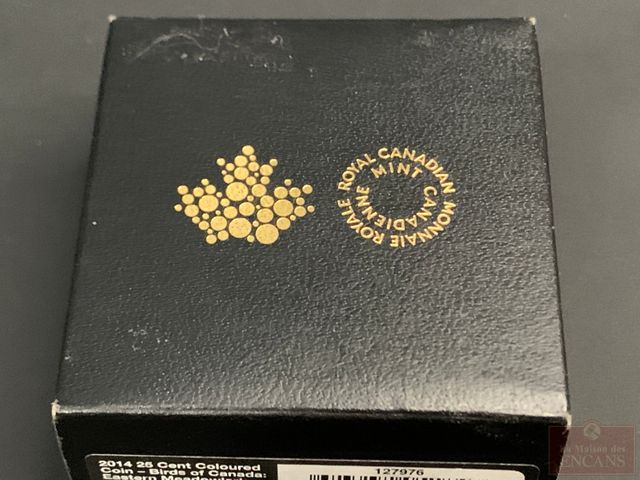 ROYAL CANADIAN
MINT
MONNAIE ROYALE
CANADIENNE
2014 25 Cent Coloured
Coin – Birds of Canada:
Eastern
127976
La Maison des
ENCANS